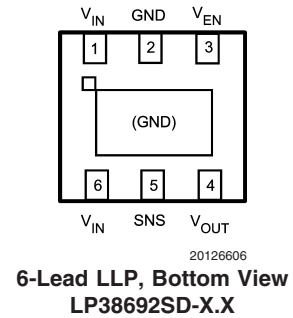 VIN GND VEN
1 2 3
(GND)
6 5 4
VIN SNS VOUT
20126606
6-Lead LLP, Bottom View
LP38692SD-X.X